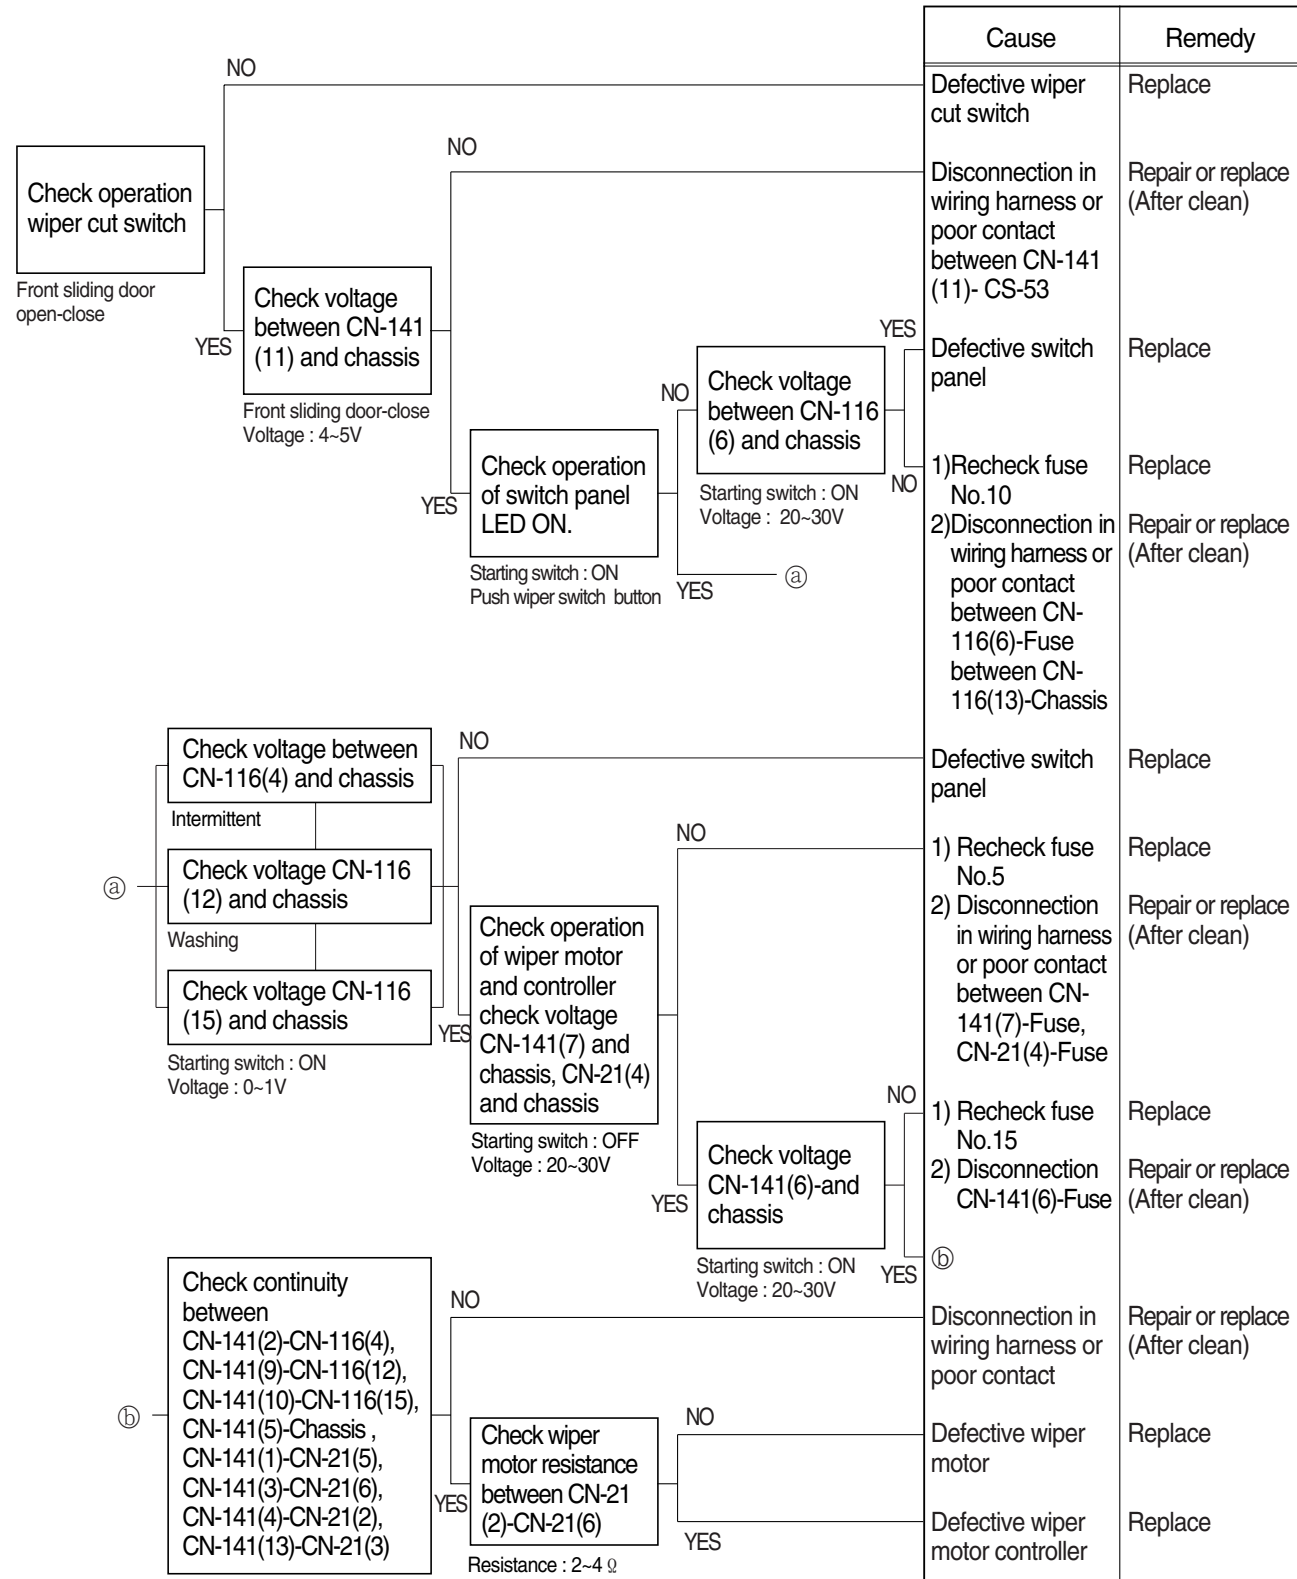 Cause
Remedy
NO
Defective wiper
cut switch
Replace
Check operation
wiper cut switch
Front sliding door
open-close
NO
Disconnection in
wiring harness or
poor contact
between CN-141
(11)- CS-53
Repair or replace
(After clean)
YES
Check voltage
between CN-141
(11) and chassis
Front sliding door-close
Voltage : 4~5V
YES
Check operation
of switch panel
LED ON.
Starting switch : ON
Push wiper switch button
NO
Check voltage
between CN-116
(6) and chassis
Starting switch : ON
Voltage : 20~30V
YES
Defective switch
panel
Replace
NO
1)Recheck fuse
No.10
Replace
2)Disconnection in
wiring harness or
poor contact
between CN-
116(6)-Fuse
between CN-
116(13)-Chassis
Repair or replace
(After clean)
YES
ⓐ
ⓐ
Check voltage between
CN-116(4) and chassis
Intermittent
Check voltage CN-116
(12) and chassis
Washing
Check voltage CN-116
(15) and chassis
Starting switch : ON
Voltage : 0~1V
NO
Defective switch
panel
Replace
YES
Check operation
of wiper motor
and controller
check voltage
CN-141(7) and
chassis, CN-21(4)
and chassis
Starting switch : OFF
Voltage : 20~30V
NO
1) Recheck fuse
No.5
Replace
2) Disconnection
in wiring harness
or poor contact
between CN-
141(7)-Fuse,
CN-21(4)-Fuse
Repair or replace
(After clean)
YES
Check voltage
CN-141(6)-and
chassis
Starting switch : ON
Voltage : 20~30V
NO
1) Recheck fuse
No.15
Replace
2) Disconnection
CN-141(6)-Fuse
Repair or replace
(After clean)
YES
ⓑ
ⓑ
Check continuity
between
CN-141(2)-CN-116(4),
CN-141(9)-CN-116(12),
CN-141(10)-CN-116(15),
CN-141(5)-Chassis ,
CN-141(1)-CN-21(5),
CN-141(3)-CN-21(6),
CN-141(4)-CN-21(2),
CN-141(13)-CN-21(3)
NO
Disconnection in
wiring harness or
poor contact
Repair or replace
(After clean)
YES
Check wiper
motor resistance
between CN-21
(2)-CN-21(6)
Resistance : 2~4 Ω
NO
Defective wiper
motor
Replace
YES
Defective wiper
motor controller
Replace